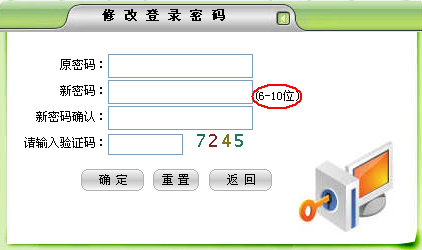 修改登录密码
原密码：
新密码： (6-10位)
新密码确认：
请输入验证码： 7245
确定 重置 返回